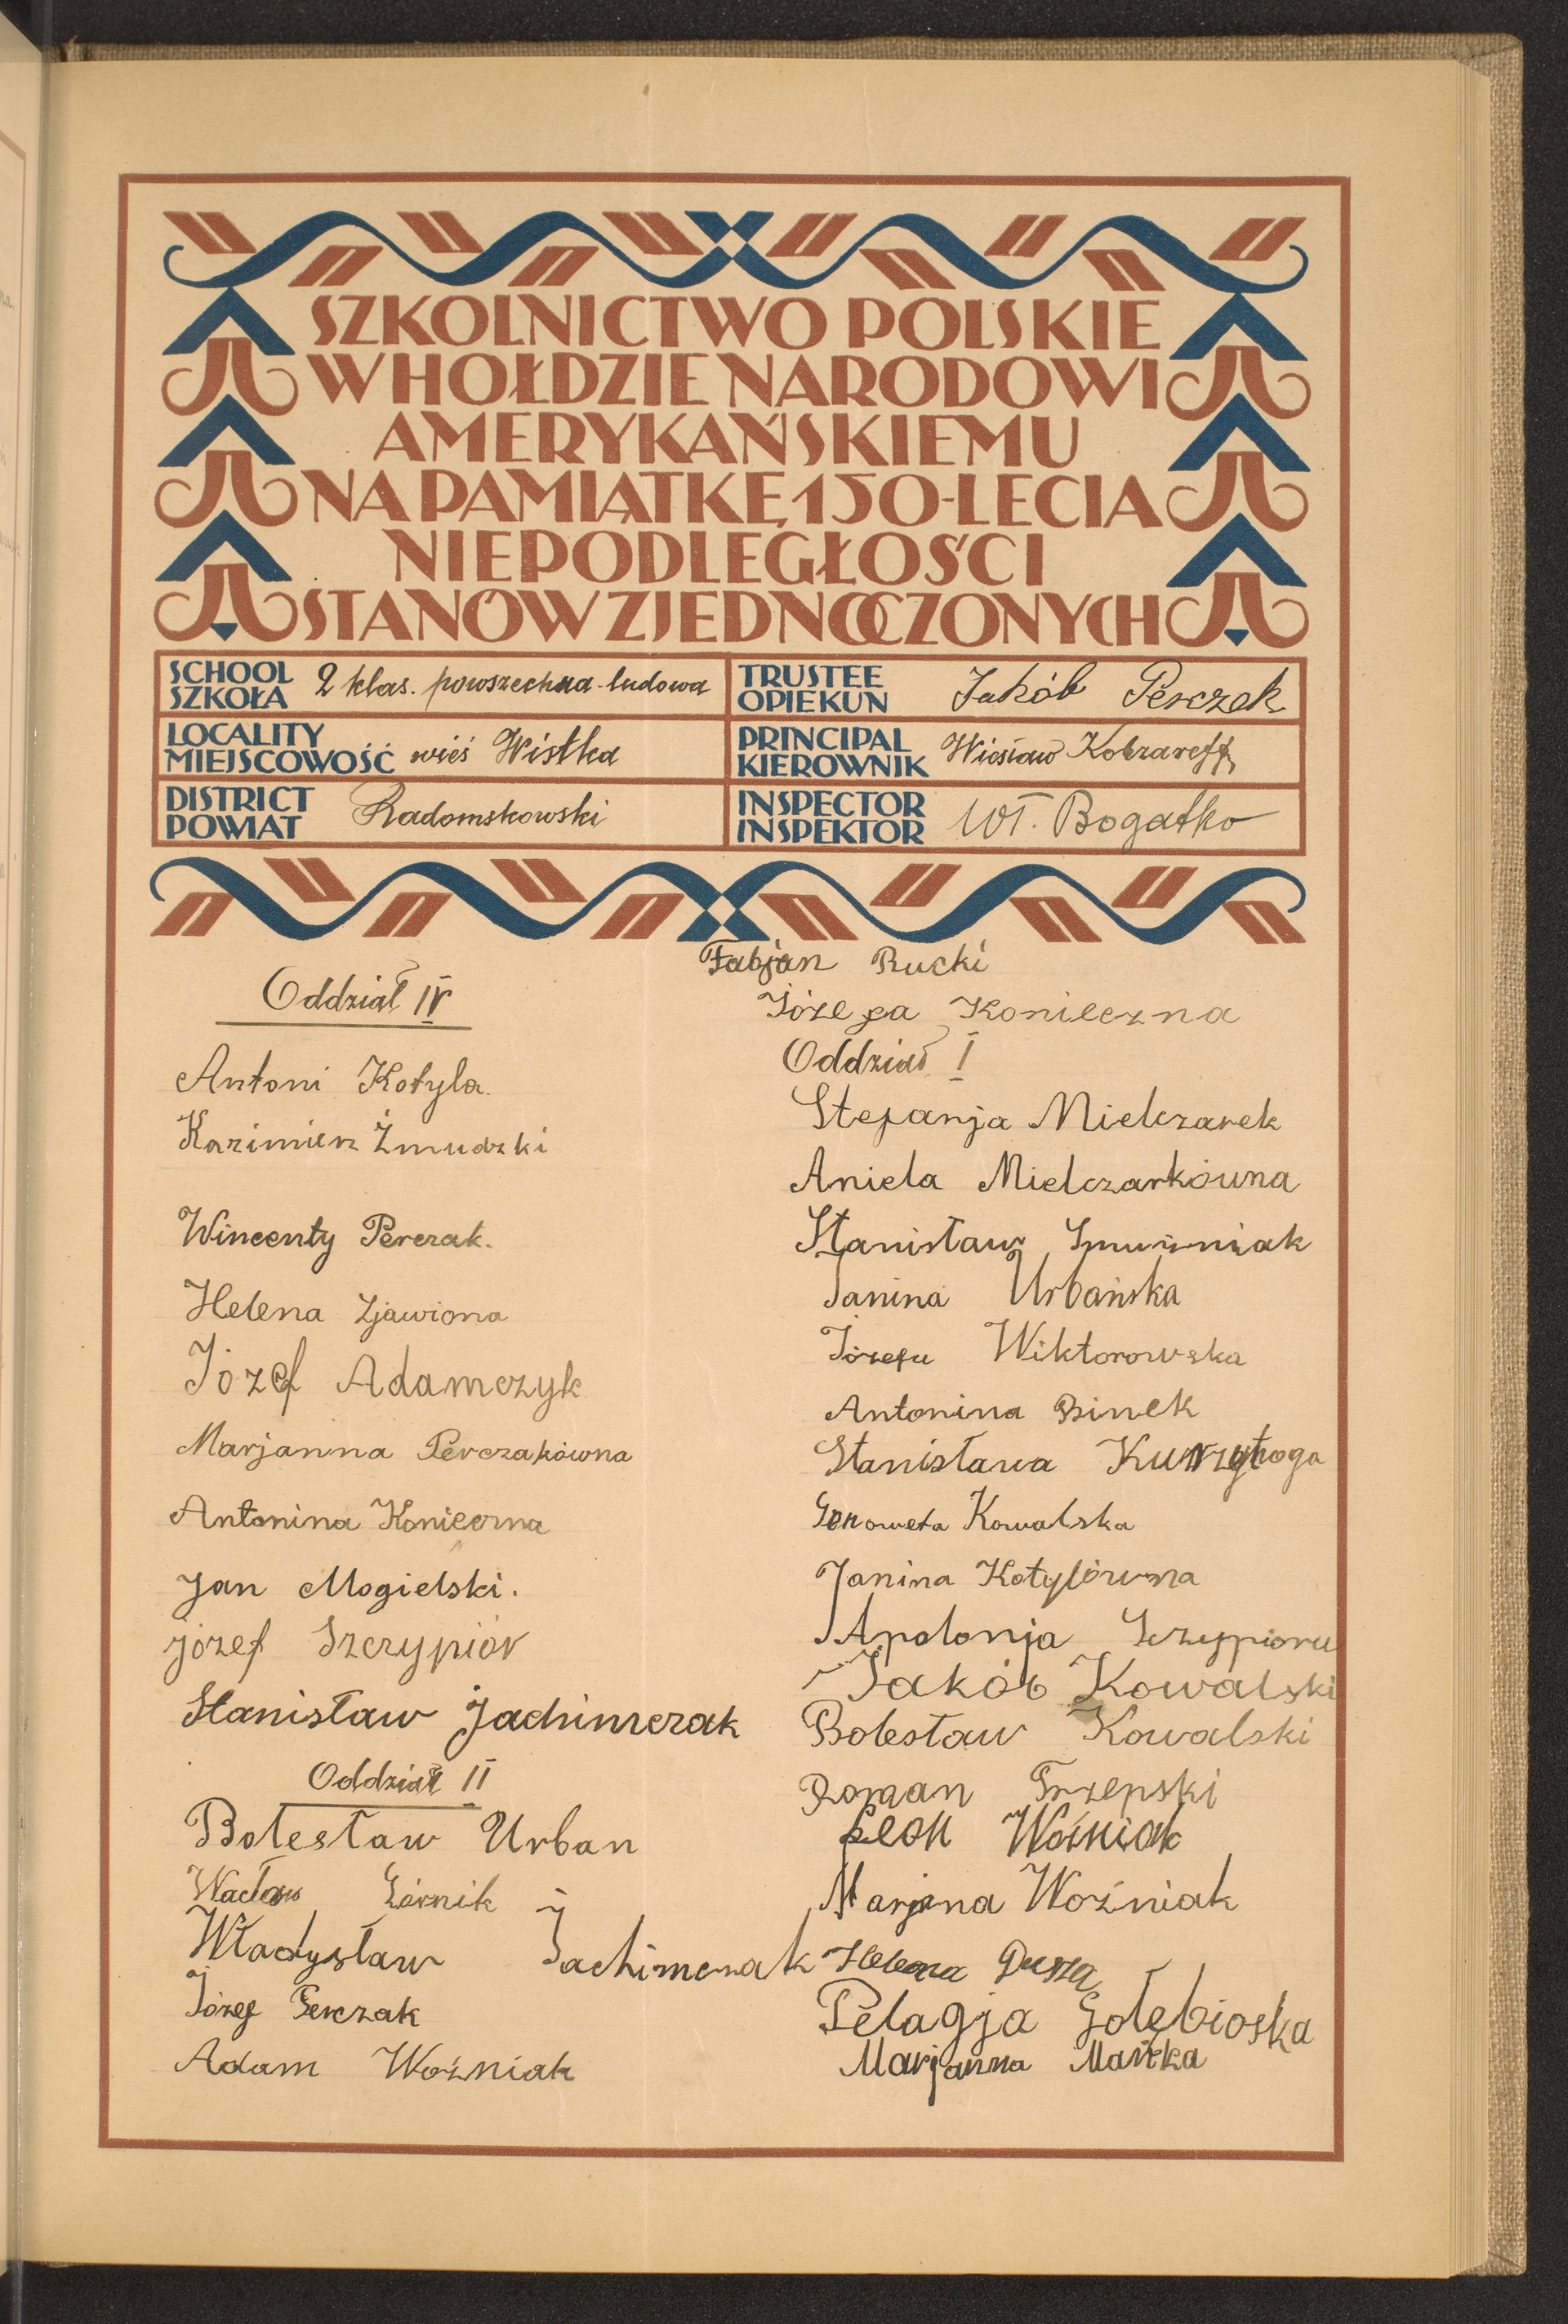 SZKOLNICTWO POLSKIE
W HOŁDZIE NARODOWI
AMERYKAŃSKIEMU
NA PAMIĄTKĘ 150-LECIA
NIEPODLEGŁOŚCI
STANÓW ZJEDNOCZONYCH
SCHOOL
SZKOŁA 2 klas. powszechna-ludowa
TRUSTEE
OPIEKUN Jakób Perczak
LOCALITY
MIEJSCOWOŚĆ wieś Wistka
PRINCIPAL
KIEROWNIK Wiesław
DISTRICT
POWIAT Radomskowski
INSPECTOR
INSPEKTOR Wł. Bogatko
Oddział IV
Antoni Kotyla.
Kazimierz Żmudzki
Wincenty Perczak.
Helena Zjawiona
Józef Adamczyk
Marjanna Perczakówna
Antonina Konieczna
Jan Mogielski.
józef Szczypiór
Stanisław Jachimczak
Oddział II
Bolesław Urban
Wacław Górnik
Władysław Jachimczak
Józef Perczak
Adam Woźniak
Fabjan Rucki
Józefa Konieczna
Oddział I
Stefanja Mielczarek
Aniela Mielczarkówna
Stanisław
Janina Urbańska
Józefa Wiktorowska
Antonina Binek
Stanisława
Genowefa Kowalska
Janina Kotylówna
Apolonja Szczypioru
Jakób Kowalski
Bolesław Kowalski
Roman Trzepski
Leon Woźniak
Marjana Woźniak
Helena Dusza
Pelagja Gołębioska
Marjanna Mańka